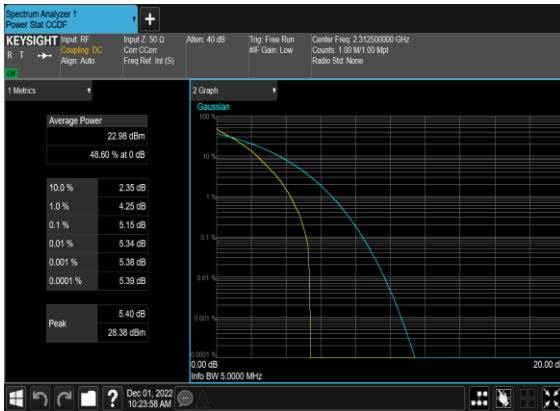 Spectrum Analyzer 1
Power Stat CCDF
+
KEYSIGHT
R T
LXI
Input: RF
Coupling: DC
Align: Auto
Input Z: 50 Ω
Corr CCorr
Freq Ref: Int (S)
Atten: 40 dB
Trig: Free Run
#IF Gain: Low
Center Freq: 2.312500000 GHz
Counts: 1.00 M/1.00 Mpt
Radio Std: None
1 Metrics
Average Power
22.98 dBm
48.60 % at 0 dB
10.0 % 2.35 dB
1.0 % 4.25 dB
0.1 % 5.15 dB
0.01 % 5.34 dB
0.001 % 5.38 dB
0.0001 % 5.39 dB
Peak
5.40 dB
28.38 dBm
2 Graph
Gaussian
100 %
10 %
1 %
0.1 %
0.01 %
0.001 %
0.0001 %
0.00 dB
20.00 d
Info BW 5.0000 MHz
?
Dec 01, 2022
10:23:58 AM